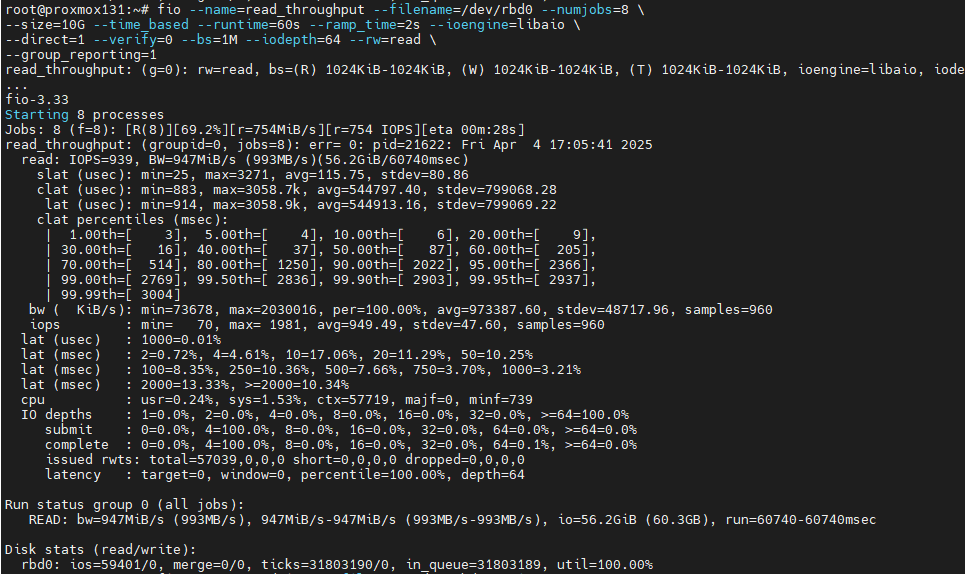 root@proxmox131:~# fio --name=read_throughput --filename=/dev/rbd0 --numjobs=8 \
--size=10G --time_based --runtime=60s --ramp_time=2s --ioengine=libaio \
--direct=1 --verify=0 --bs=1M --iodepth=64 --rw=read \
--group_reporting=1
read_throughput: (g=0): rw=read, bs=(R) 1024KiB-1024KiB, (W) 1024KiB-1024KiB, (T) 1024KiB-1024KiB, ioengine=libaio, iode
...
fio-3.33
Starting 8 processes
Jobs: 8 (f=8): [R(8)][69.2%][r=754MiB/s][r=754 IOPS][eta 00m:28s]
read_throughput: (groupid=0, jobs=8): err= 0: pid=21622: Fri Apr  4 17:05:41 2025
  read: IOPS=939, BW=947MiB/s (993MB/s)(56.2GiB/60740msec)
    slat (usec): min=25, max=3271, avg=115.75, stdev=80.86
    clat (usec): min=883, max=3058.7k, avg=544797.40, stdev=799068.28
     lat (usec): min=914, max=3058.9k, avg=544913.16, stdev=799069.22
    clat percentiles (msec):
     |  1.00th=[    3],  5.00th=[    4], 10.00th=[    6], 20.00th=[    9],
     | 30.00th=[   16], 40.00th=[   37], 50.00th=[   87], 60.00th=[  205],
     | 70.00th=[  514], 80.00th=[ 1250], 90.00th=[ 2022], 95.00th=[ 2366],
     | 99.00th=[ 2769], 99.50th=[ 2836], 99.90th=[ 2903], 99.95th=[ 2937],
     | 99.99th=[ 3004]
   bw (  KiB/s): min=73678, max=2030016, per=100.00%, avg=973387.60, stdev=48717.96, samples=960
   iops        : min=   70, max= 1981, avg=949.49, stdev=47.60, samples=960
  lat (usec)   : 1000=0.01%
  lat (msec)   : 2=0.72%, 4=4.61%, 10=17.06%, 20=11.29%, 50=10.25%
  lat (msec)   : 100=8.35%, 250=10.36%, 500=7.66%, 750=3.70%, 1000=3.21%
  lat (msec)   : 2000=13.33%, >=2000=10.34%
  cpu          : usr=0.24%, sys=1.53%, ctx=57719, majf=0, minf=739
  IO depths    : 1=0.0%, 2=0.0%, 4=0.0%, 8=0.0%, 16=0.0%, 32=0.0%, >=64=100.0%
     submit    : 0=0.0%, 4=100.0%, 8=0.0%, 16=0.0%, 32=0.0%, 64=0.0%, >=64=0.0%
     complete  : 0=0.0%, 4=100.0%, 8=0.0%, 16=0.0%, 32=0.0%, 64=0.1%, >=64=0.0%
     issued rwts: total=57039,0,0,0 short=0,0,0,0 dropped=0,0,0,0
     latency   : target=0, window=0, percentile=100.00%, depth=64
Run status group 0 (all jobs):
   READ: bw=947MiB/s (993MB/s), 947MiB/s-947MiB/s (993MB/s-993MB/s), io=56.2GiB (60.3GB), run=60740-60740msec
Disk stats (read/write):
  rbd0: ios=59401/0, merge=0/0, ticks=31803190/0, in_queue=31803189, util=100.00%